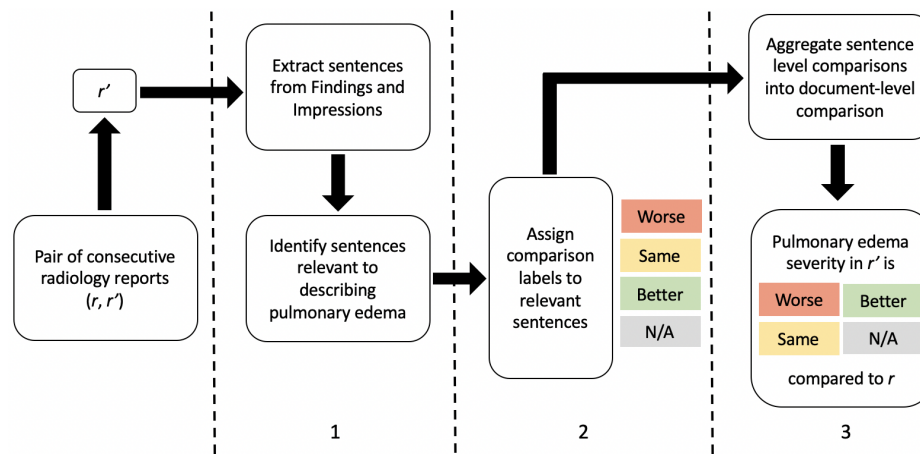 r’
Pair of consecutive
radiology reports
(r, r’)
Extract sentences
from Findings and
Impressions
Identify sentences
relevant to
describing
pulmonary edema
1
Assign
comparison
labels to
relevant
sentences
Worse
Same
Better
N/A
2
Aggregate sentence
level comparisons
into document-level
comparison
Pulmonary edema
severity in r’ is
Worse Better
Same N/A
compared to r
3